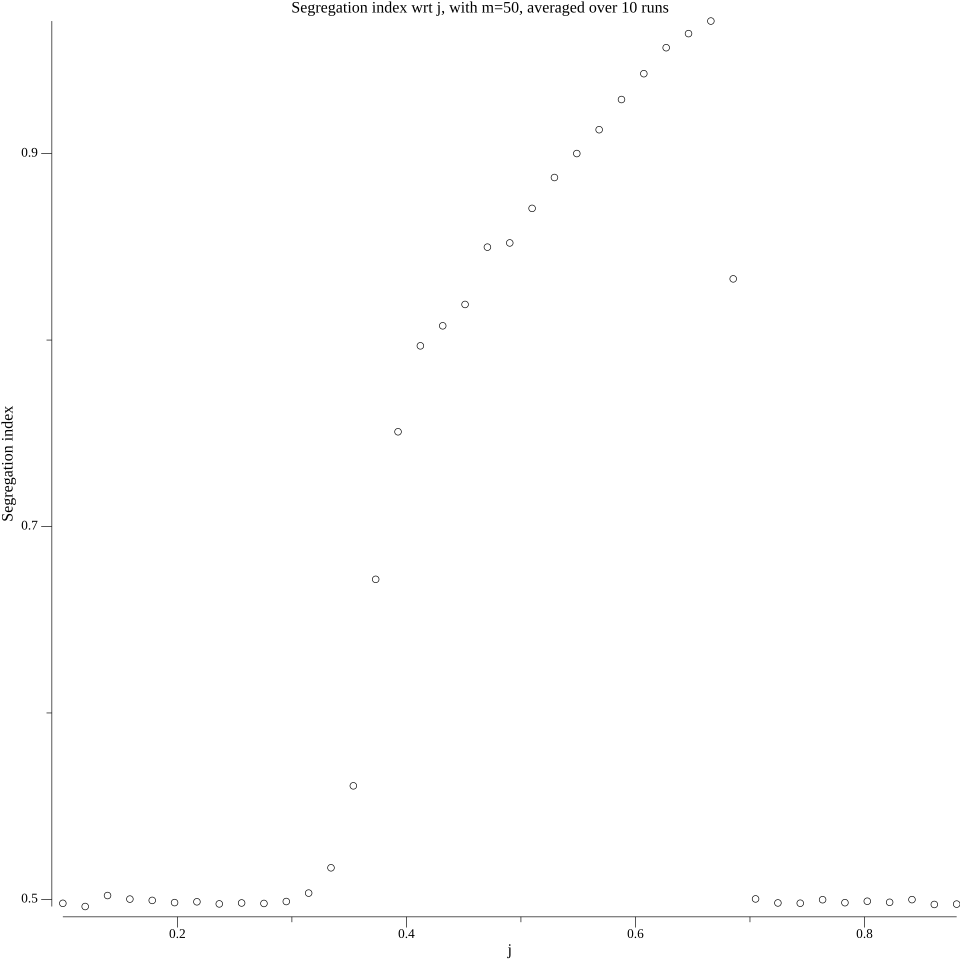 Segregation index wrt j, with m=50, averaged over 10 runs
0.9
Segregation index
0.7
0.5
0.2 0.4 0.6 0.8
j